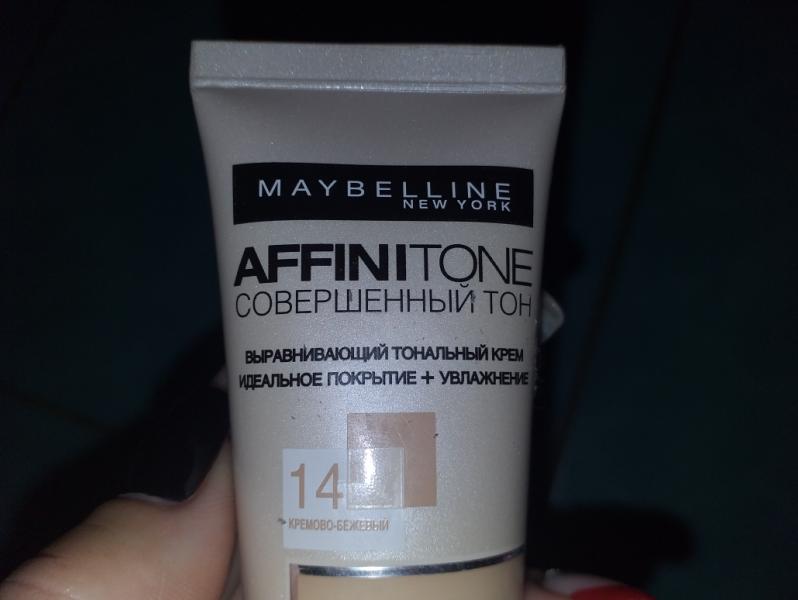 MAYBELLINE
NEW YORK
AFFINITONE
СОВЕРШЕННЫЙ ТОН
ВЫРАВНИВАЮЩИЙ ТОНАЛЬНЫЙ КРЕМ
ИДЕАЛЬНОЕ ПОКРЫТИЕ + УВЛАЖНЕНИЕ
14
КРЕМОВО-БЕЖЕВЫЙ